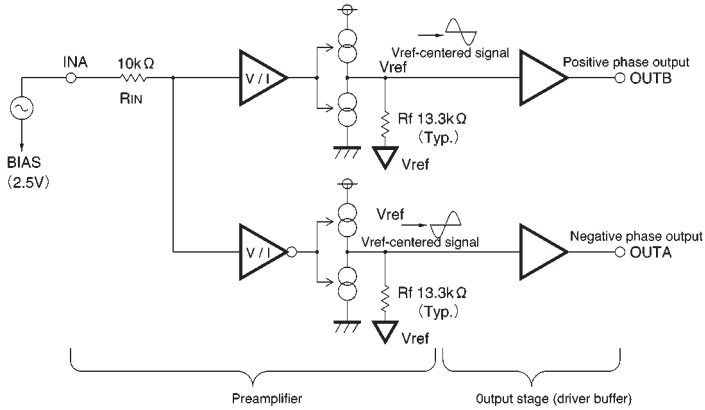 INA
10kΩ
RIN
BIAS
(2.5V)
V / I
Vref-centered signal
Vref
Rf 13.3kΩ
(Typ.)
Vref
Positive phase output
OUTB
V / I
Vref
Vref-centered signal
Rf 13.3kΩ
(Typ.)
Vref
Negative phase output
OUTA
Preamplifier
Output stage (driver buffer)